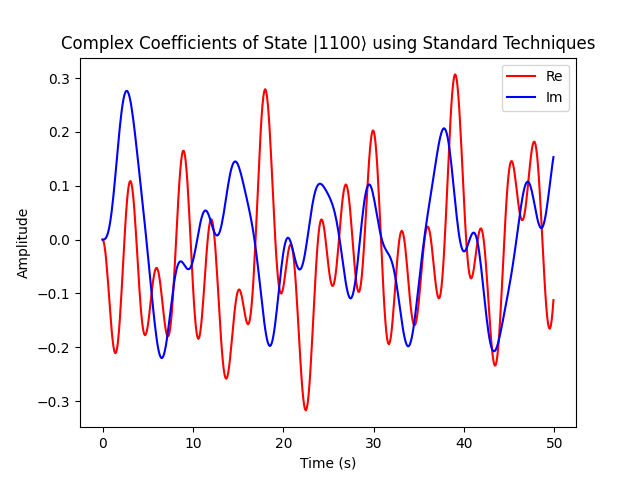 Complex Coefficients of State |1100⟩ using Standard Techniques
Re
Im
Amplitude
0.3
0.2
0.1
0.0
−0.1
−0.2
−0.3
0 10 20 30 40 50
Time (s)